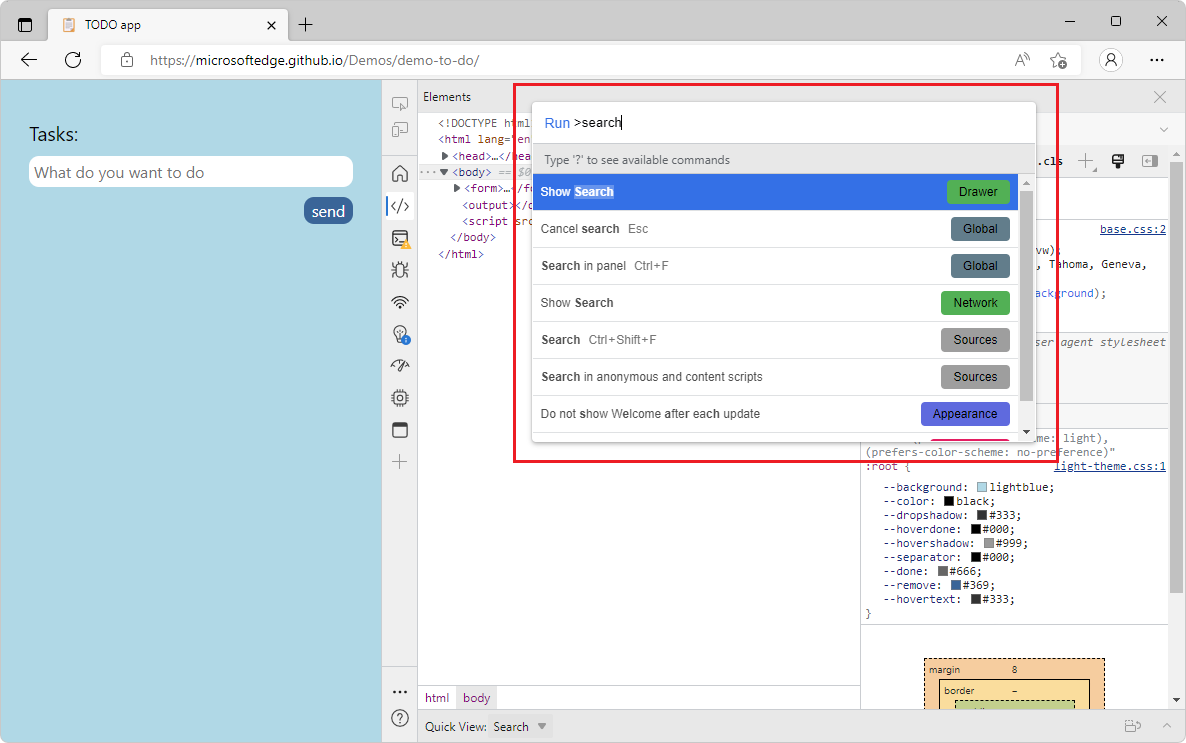 TODO app
https://microsoftedge.github.io/Demos/demo-to-do/
Tasks:
What do you want to do
send
Elements
<!DOCTYPE html
<html lang="en
<head>…</hea
<body> == $0
<form>…</f
<output></o
<script src
</body>
</html>
Run >search
Type '?' to see available commands
Show Search Drawer
Cancel search Esc Global
Search in panel Ctrl+F Global
Show Search Network
Search Ctrl+Shift+F Sources
Search in anonymous and content scripts Sources
Do not show Welcome after each update Appearance
.cls
base.css:2
vw);
, Tahoma, Geneva,
ackground);
ser agent stylesheet
me: light),
(prefers-color-scheme: no-preference)"
:root { light-theme.css:1
--background: lightblue;
--color: black;
--dropshadow: #333;
--hoverdone: #000;
--hovershadow: #999;
--separator: #000;
--done: #666;
--remove: #369;
--hovertext: #333;
}
margin 8
border –
html body
Quick View: Search